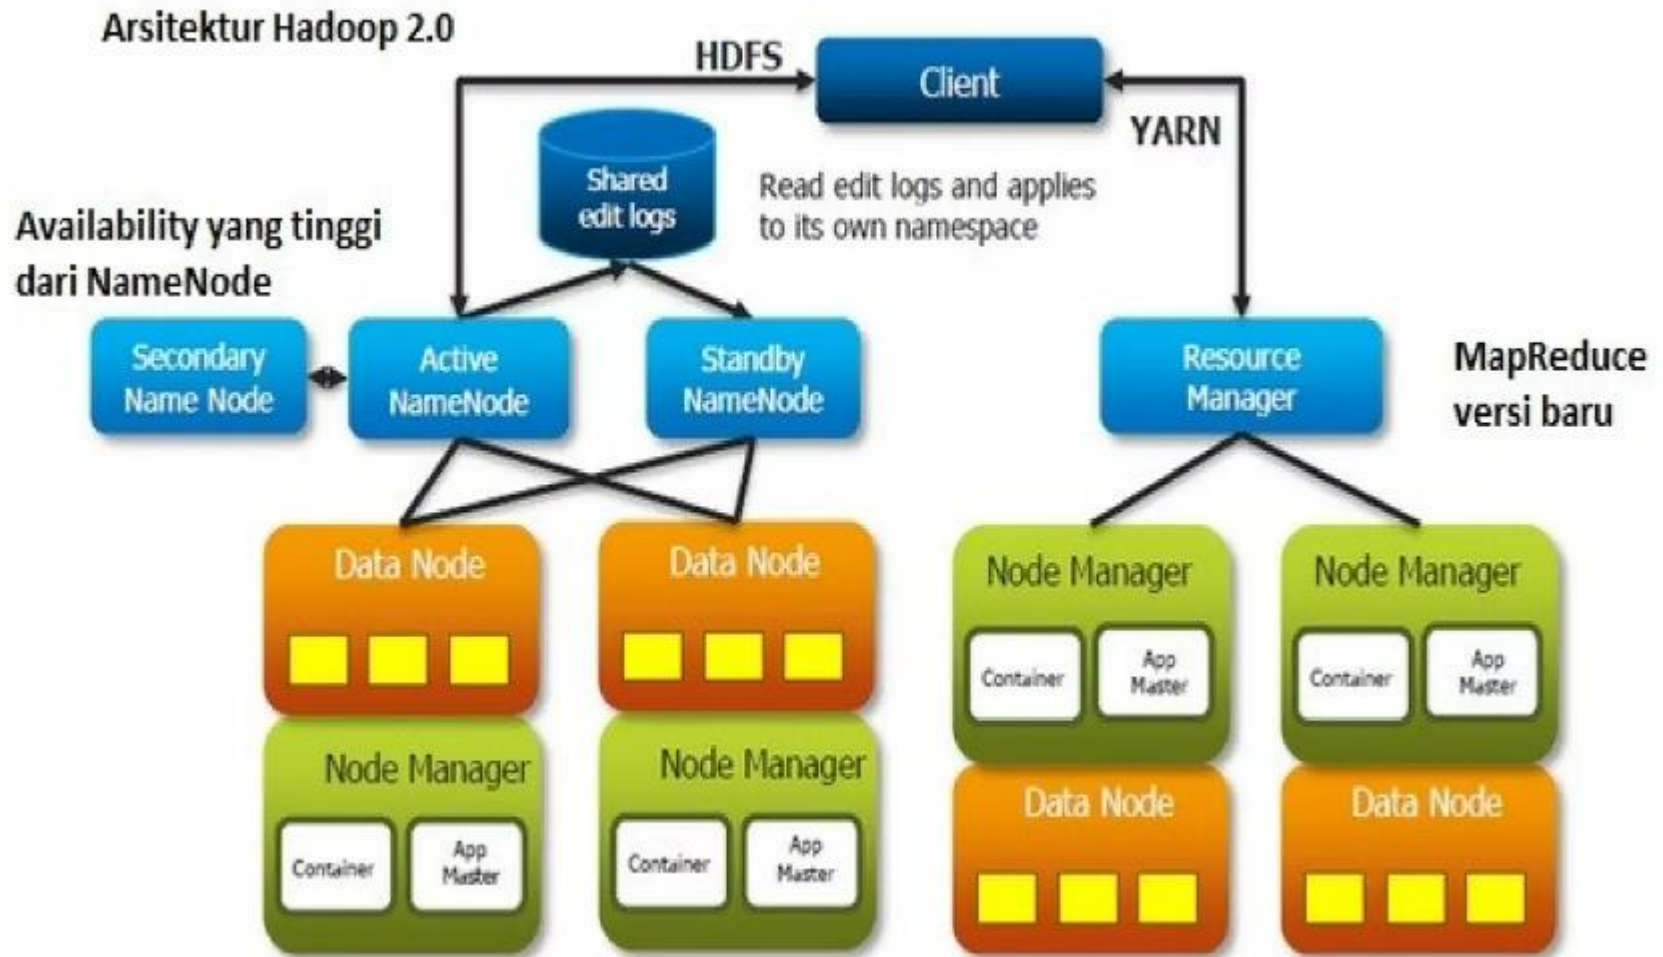 Arsitektur Hadoop 2.0
HDFS
Client
YARN
Shared
edit logs
Read edit logs and applies
to its own namespace
Availability yang tinggi
dari NameNode
Secondary
Name Node
Active
NameNode
Standby
NameNode
Resource
Manager
MapReduce
versi baru
Data Node
Data Node
Node Manager
Container
App
Master
Node Manager
Container
App
Master
Node Manager
Container
App
Master
Node Manager
Container
App
Master
Data Node
Data Node